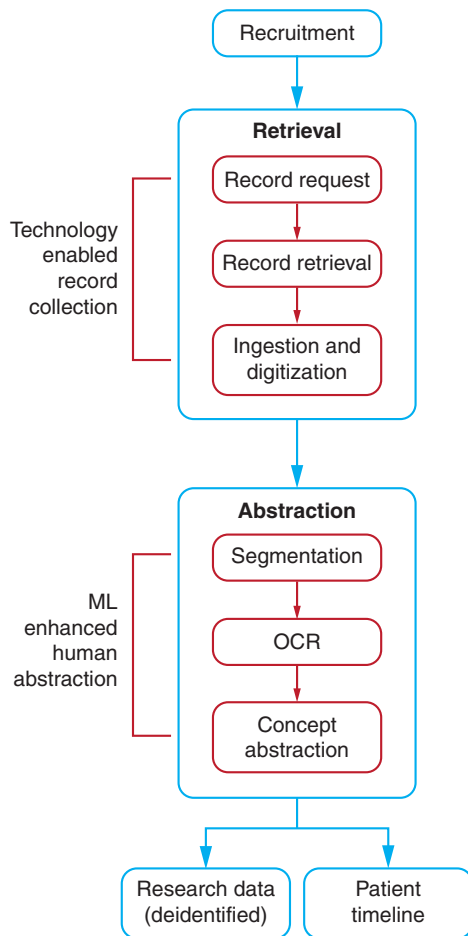 Recruitment
Retrieval
Record request
Technology
enabled
record
collection
Record retrieval
Ingestion and
digitization
Abstraction
Segmentation
ML
enhanced
human
abstraction
OCR
Concept
abstraction
Research data
(deidentified)
Patient
timeline